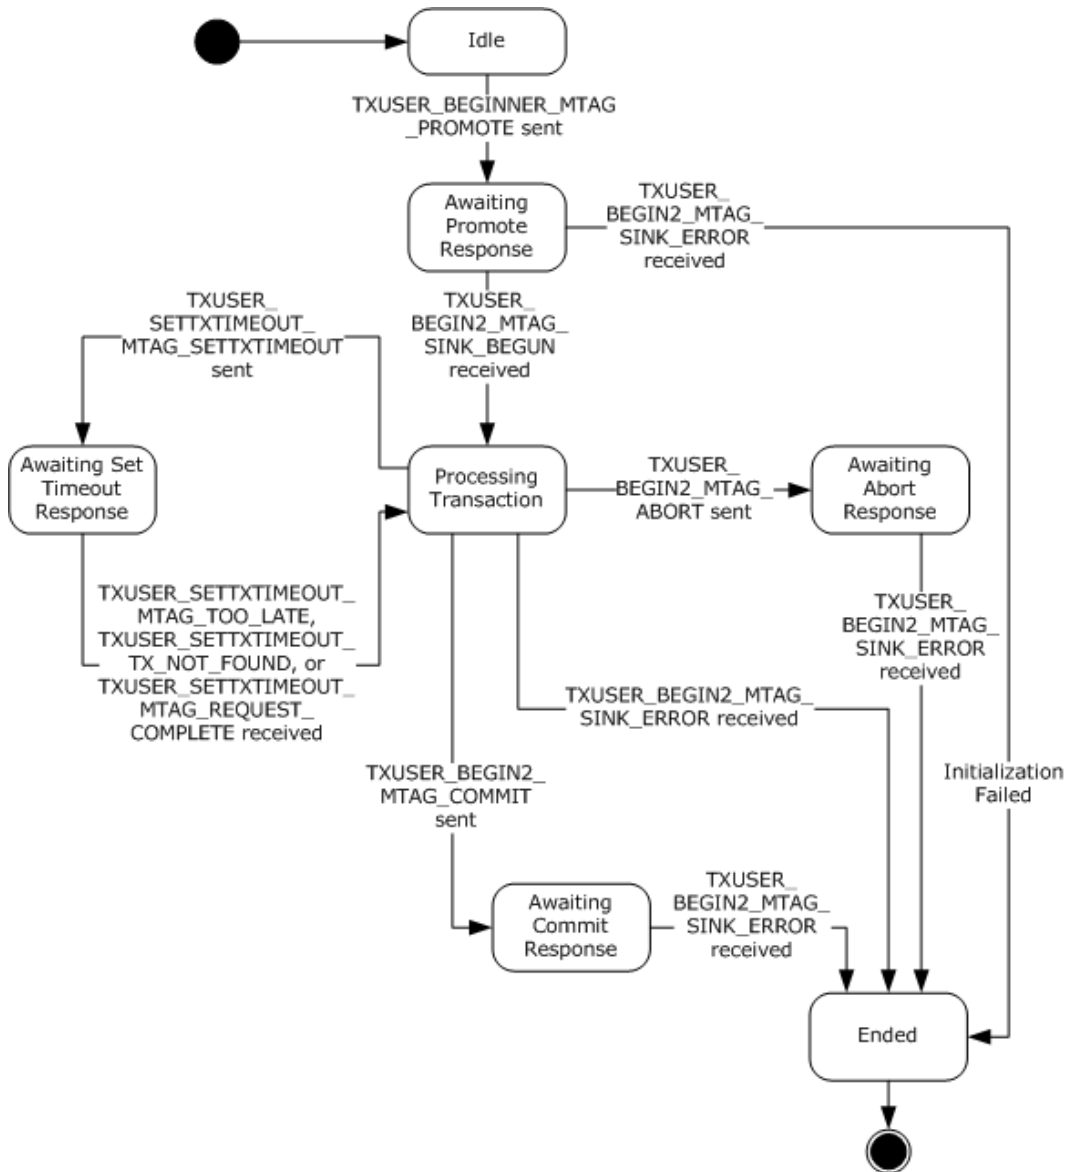 Idle
TXUSER_BEGINNER_MTAG
_PROMOTE sent
Awaiting
Promote
Response
TXUSER_
BEGIN2_MTAG_
SINK_ERROR
received
TXUSER_
SETTXTIMEOUT_
MTAG_SETTXTIMEOUT
sent
TXUSER_
BEGIN2_MTAG_
SINK_BEGUN
received
Awaiting Set
Timeout
Response
Processing
Transaction
TXUSER_
BEGIN2_MTAG_
ABORT sent
Awaiting
Abort
Response
TXUSER_SETTXTIMEOUT_
MTAG_TOO_LATE,
TXUSER_SETTXTIMEOUT_
TX_NOT_FOUND, or
TXUSER_SETTXTIMEOUT_
MTAG_REQUEST_
COMPLETE received
TXUSER_
BEGIN2_MTAG_
SINK_ERROR
received
TXUSER_BEGIN2_MTAG_
SINK_ERROR received
TXUSER_BEGIN2_
MTAG_COMMIT
sent
Initialization
Failed
Awaiting
Commit
Response
TXUSER_
BEGIN2_MTAG_
SINK_ERROR
received
Ended